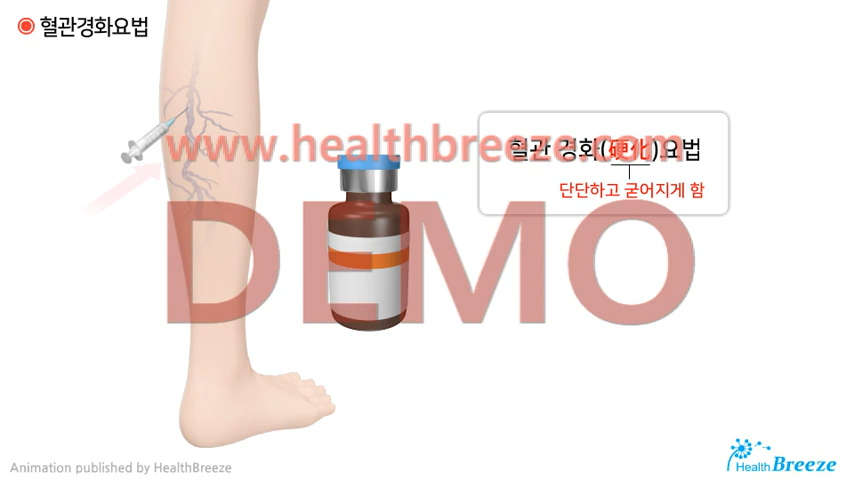 혈관경화요법
www.healthbreeze.com
혈관 경화(硬化)요법
단단하고 굳어지게 함
DEMO
Animation published by HealthBreeze
Health Breeze